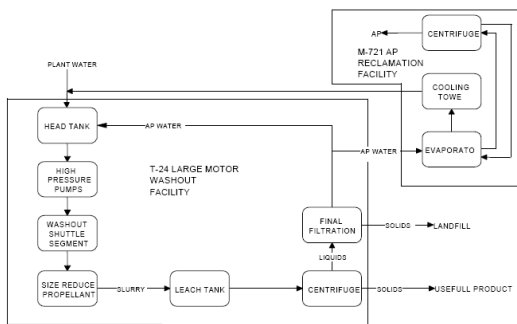 AP
CENTRIFUGE
M-721 AP
RECLAMATION
FACILITY
PLANT WATER
COOLING
TOWE
HEAD TANK
AP WATER
AP WATER
EVAPORATO
T-24 LARGE MOTOR
WASHOUT
FACILITY
HIGH
PRESSURE
PUMPS
WASHOUT
SHUTTLE
SEGMENT
FINAL
FILTRATION
SOLIDS
LANDFILL
LIQUIDS
SIZE REDUCE
PROPELLANT
SLURRY
LEACH TANK
CENTRIFUGE
SOLIDS
USEFULL PRODUCT